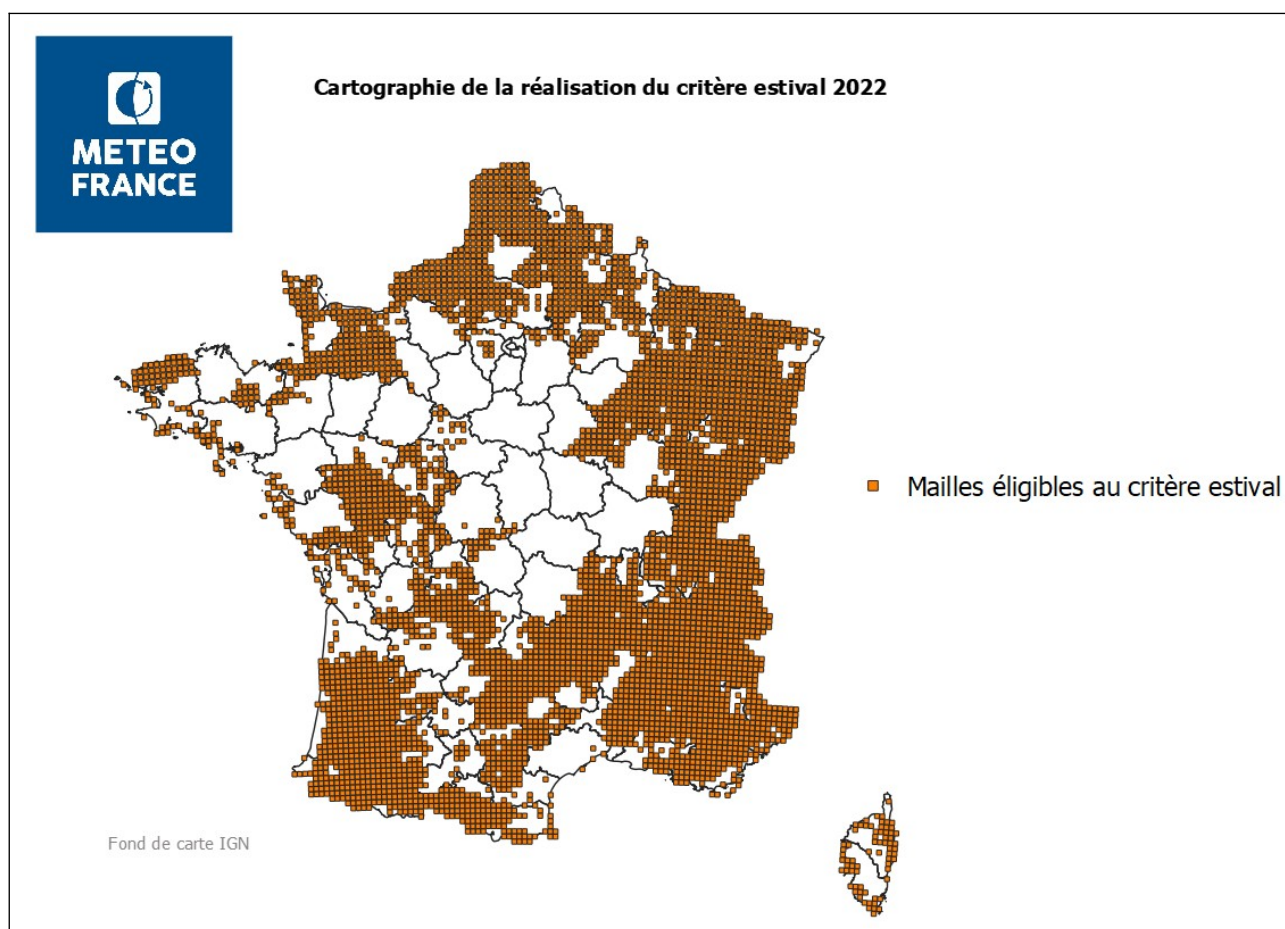 METEO
FRANCE
Cartographie de la réalisation du critère estival 2022
Mailles éligibles au critère estival
Fond de carte IGN